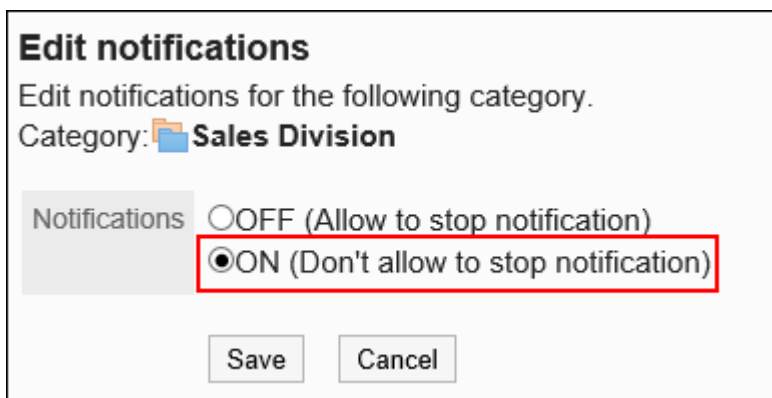 Edit notifications
Edit notifications for the following category.
Category: Sales Division
Notifications OFF (Allow to stop notification)
ON (Don't allow to stop notification)
Save Cancel